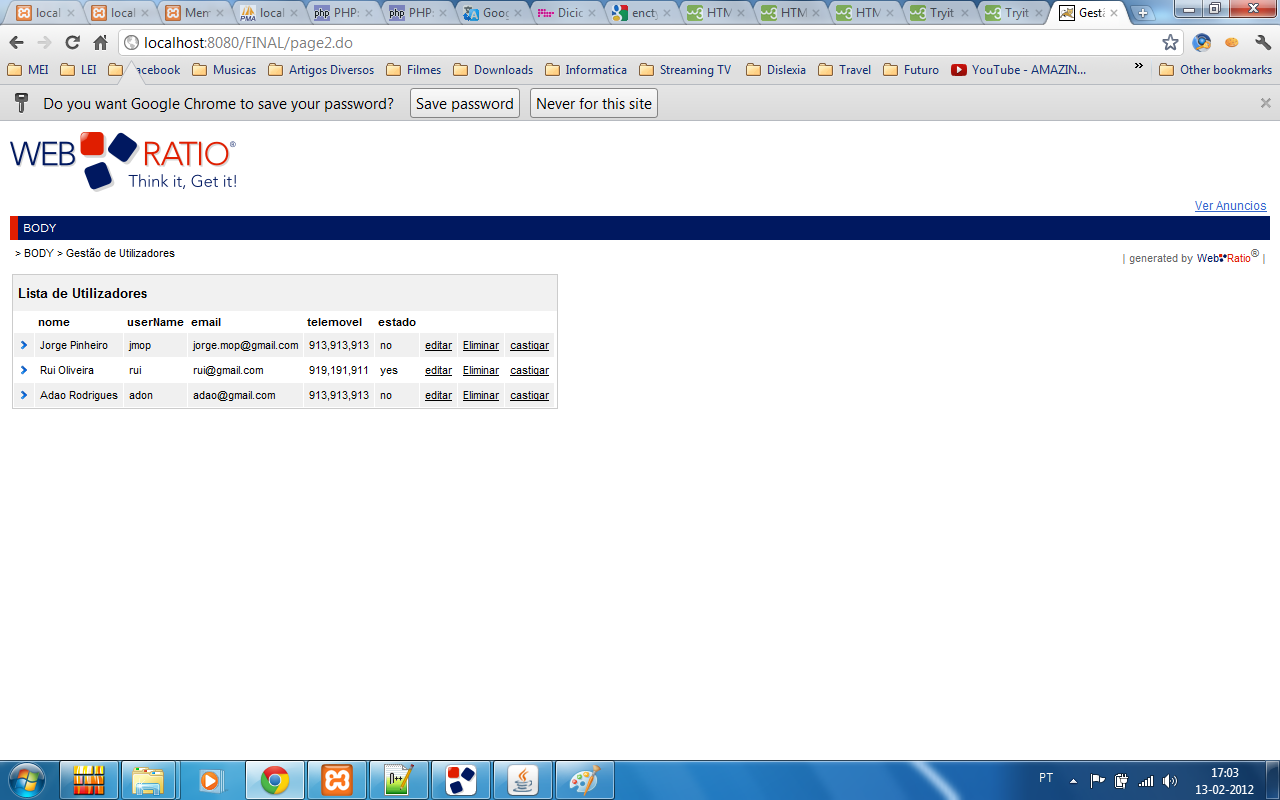 local local Mem local PHP: PHP: Goog Dicio encty HTM HTM HTM Tryit Tryit Gestã
localhost:8080/FINAL/page2.do
MEI LEI acebook Musicas Artigos Diversos Filmes Downloads Informatica Streaming TV Dislexia Travel Futuro YouTube - AMAZIN... » Other bookmarks
Do you want Google Chrome to save your password? Save password Never for this site
WEB RATIO®
Think it, Get it!
Ver Anuncios
BODY
> BODY > Gestão de Utilizadores
| generated by WebRatio® |
Lista de Utilizadores
nome userName email telemovel estado
Jorge Pinheiro jmop jorge.mop@gmail.com 913,913,913 no editar Eliminar castigar
Rui Oliveira rui rui@gmail.com 919,191,911 yes editar Eliminar castigar
Adao Rodrigues adon adao@gmail.com 913,913,913 no editar Eliminar castigar
PT 17:03
13-02-2012